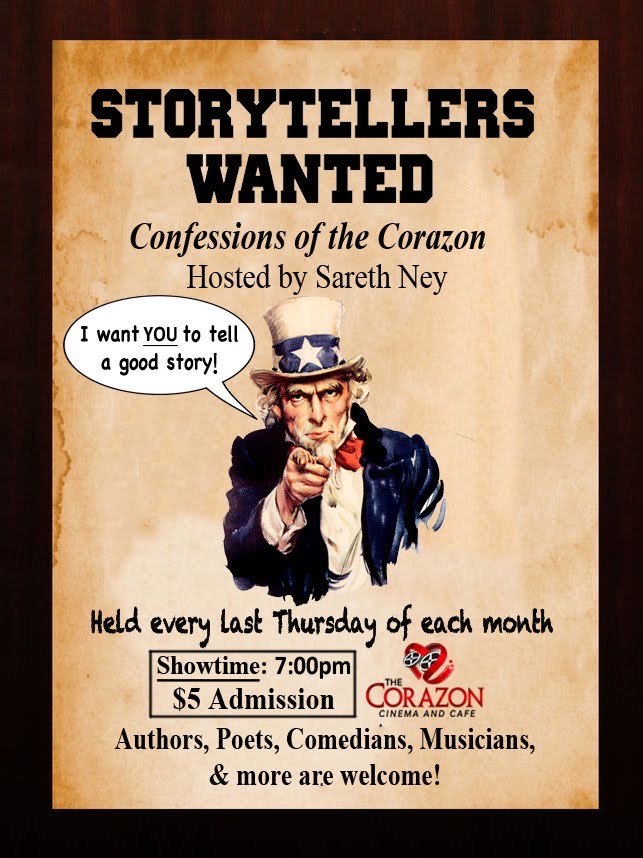 STORYTELLERS
WANTED
Confessions of the Corazon
Hosted by Sareth Ney
I want YOU to tell
a good story!
Held every last Thursday of each month
Showtime: 7:00pm
$5 Admission
THE
CORAZON
CINEMA AND CAFE
Authors, Poets, Comedians, Musicians,
& more are welcome!